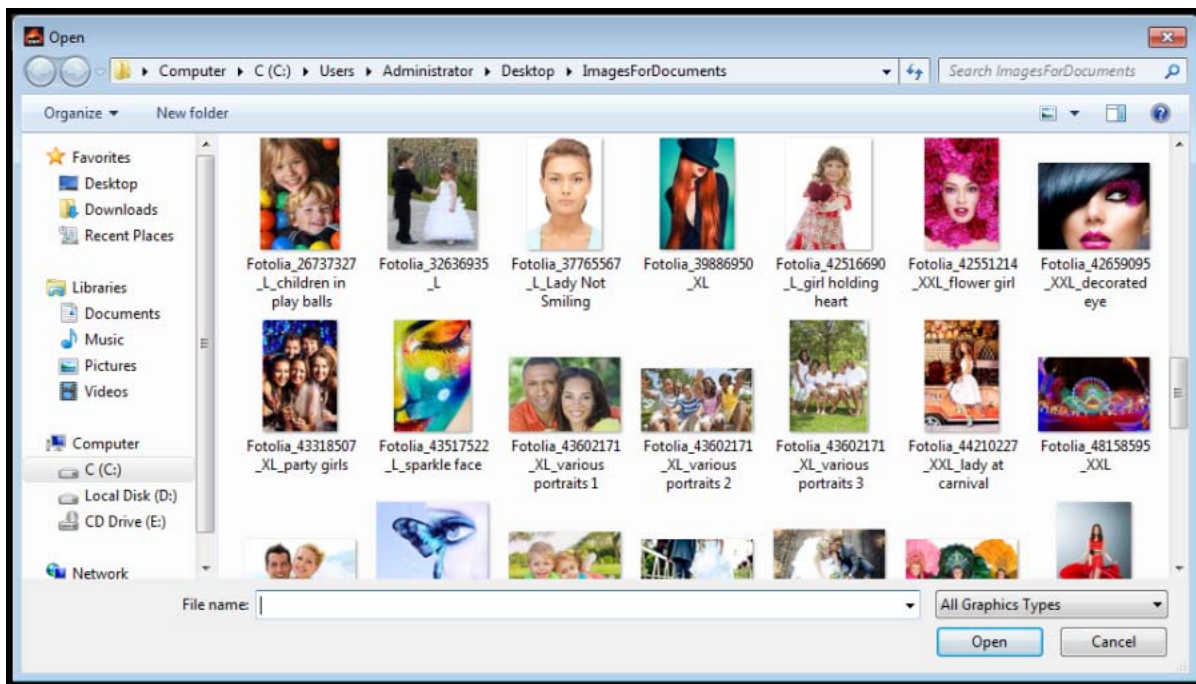 Open
Computer ▸ C (C:) ▸ Users ▸ Administrator ▸ Desktop ▸ ImagesForDocuments
Search ImagesForDocuments
Organize
New folder
Favorites
Desktop
Downloads
Recent Places
Libraries
Documents
Music
Pictures
Videos
Computer
C (C:)
Local Disk (D:)
CD Drive (E:)
Network
Fotolia_26737327
_L_children in
play balls
Fotolia_32636935
_L
Fotolia_37765567
_L_Lady Not
Smiling
Fotolia_39886950
_XL
Fotolia_42516690
_L_girl holding
heart
Fotolia_42551214
_XXL_flower girl
Fotolia_42659095
_XXL_decorated
eye
Fotolia_43318507
_XL_party girls
Fotolia_43517522
_L_sparkle face
Fotolia_43602171
_XL_various
portraits 1
Fotolia_43602171
_XL_various
portraits 2
Fotolia_43602171
_XL_various
portraits 3
Fotolia_44210227
_XXL_lady at
carnival
Fotolia_48158595
_XXL
File name:
All Graphics Types
Open
Cancel